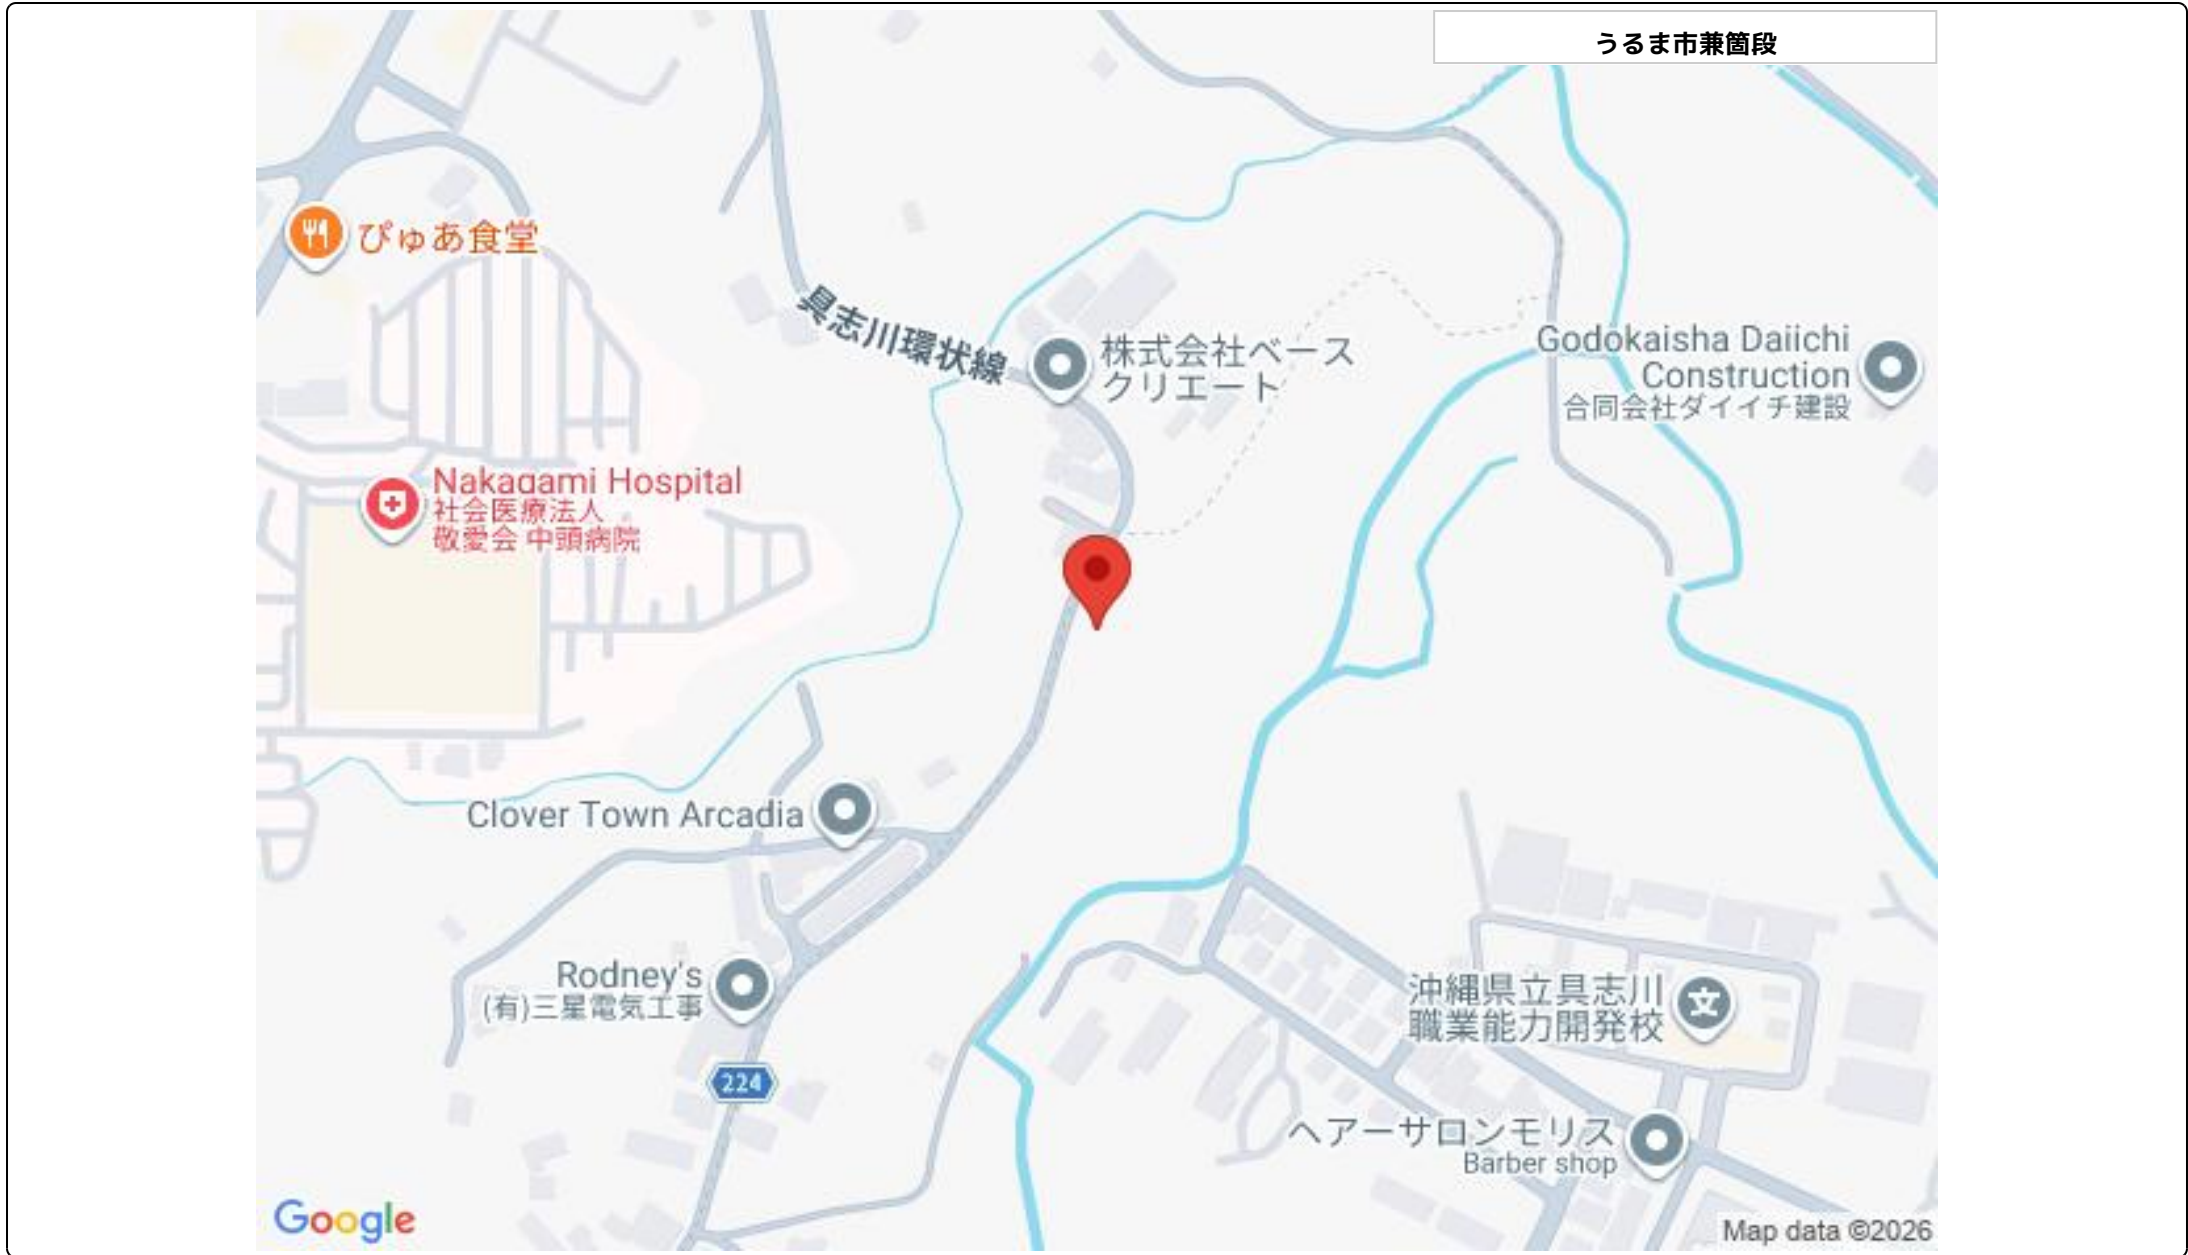 うるま市兼箇段
ぴゅあ食堂
具志川環状線
株式会社ベース
クリエート
Godokaisha Daiichi
Construction
合同会社ダイイチ建設
Nakagami Hospital
社会医療法人
敬愛会 中頭病院
Clover Town Arcadia
Rodney's
(有)三星電気工事
沖縄県立具志川
職業能力開発校
224
ヘアーサロンモリス
Barber shop
Google
Map data ©2026